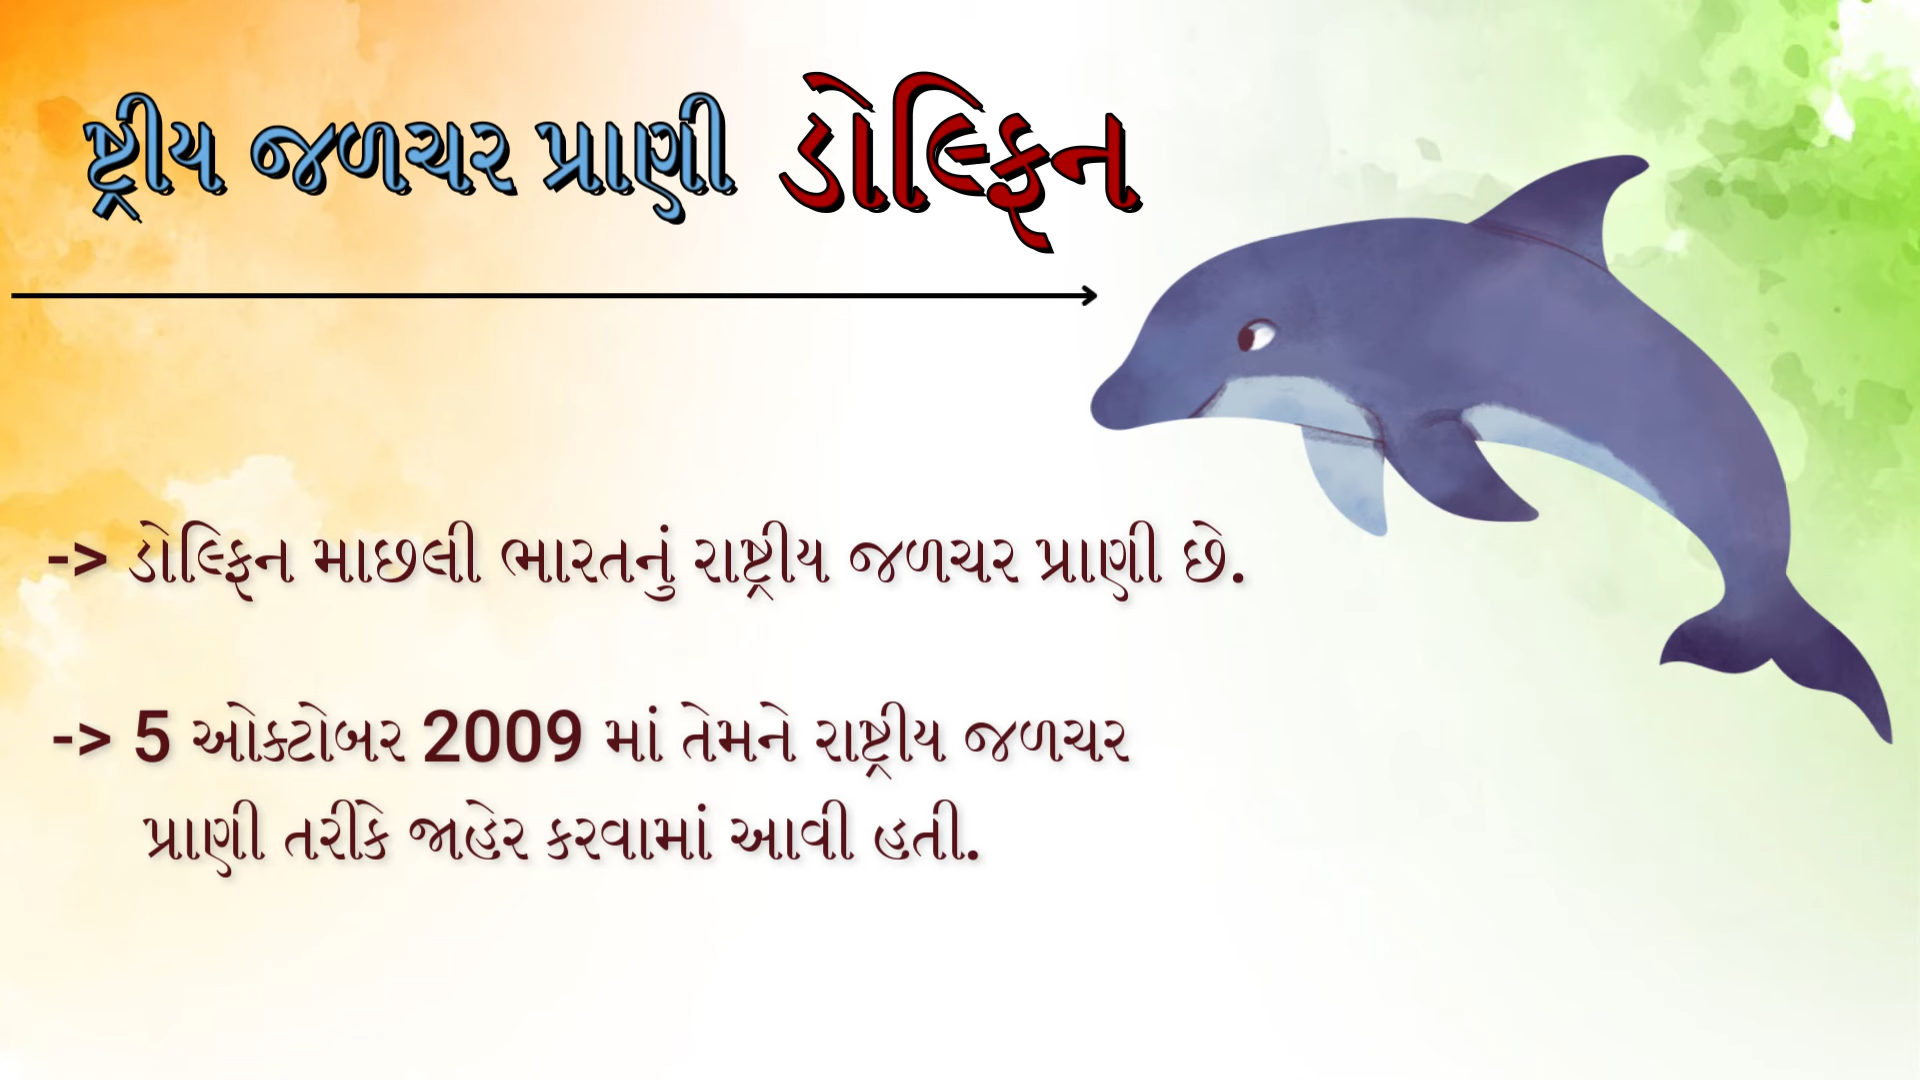 ષ્ટ્રીય જળચર પ્રાણી ડોલ્ફિન
-> ડોલ્ફિન માછલી ભારતનું રાષ્ટ્રીય જળચર પ્રાણી છે.
-> 5 ઓક્ટોબર 2009 માં તેમને રાષ્ટ્રીય જળચર
પ્રાણી તરીકે જાહેર કરવામાં આવી હતી.